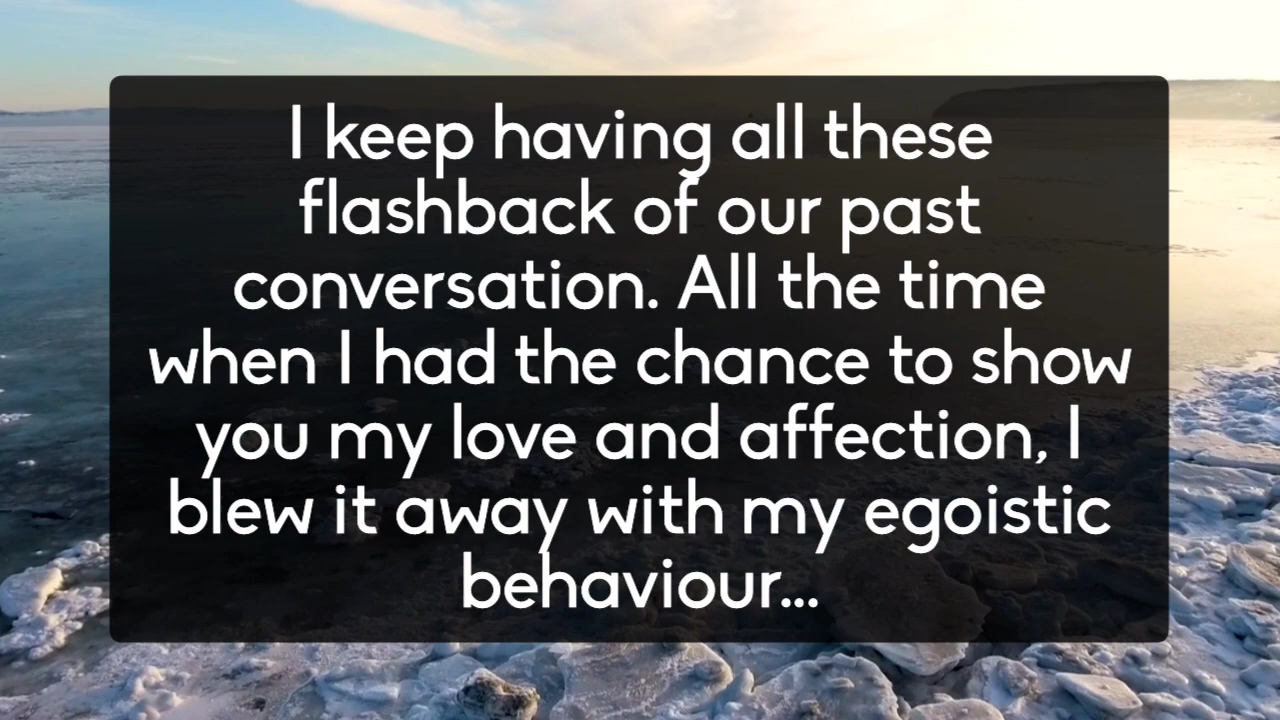 I keep having all these
flashback of our past
conversation. All the time
when I had the chance to show
you my love and affection, I
blew it away with my egoistic
behaviour...